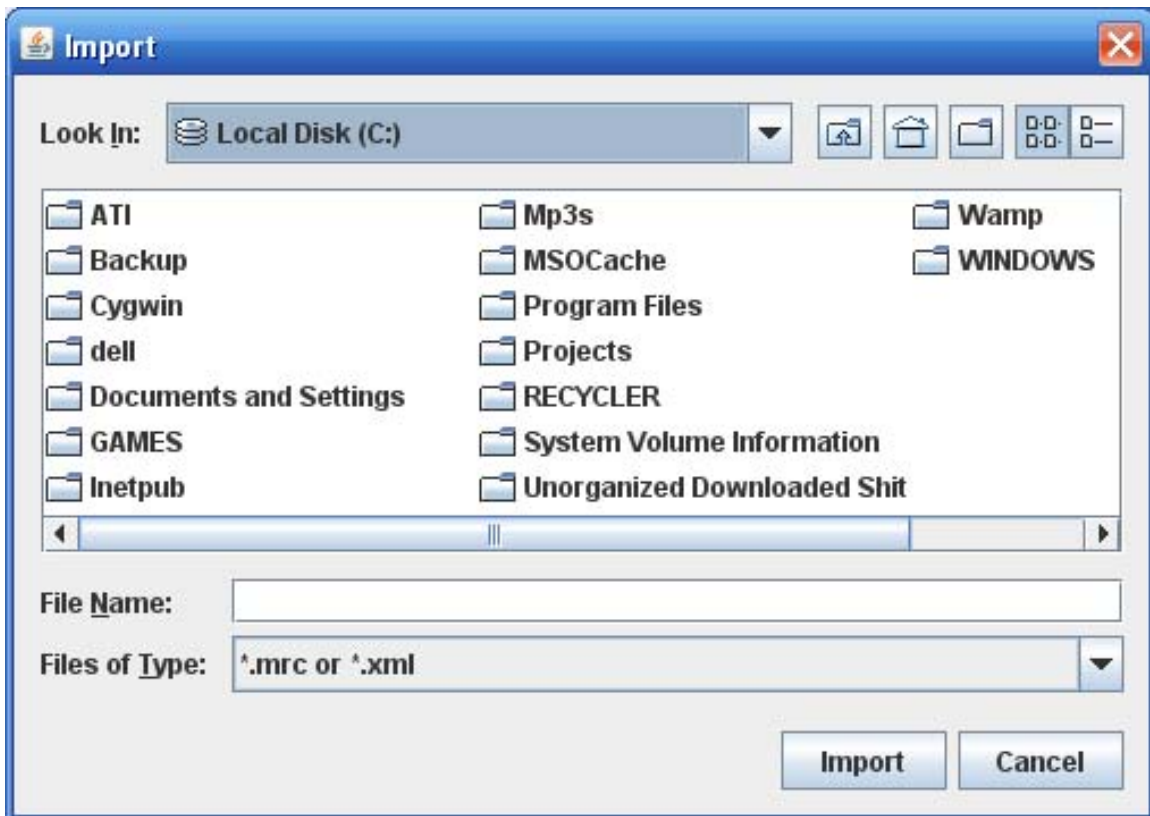 Import
Look In: Local Disk (C:)
ATI
Backup
Cygwin
dell
Documents and Settings
GAMES
Inetpub
Mp3s
MSOCache
Program Files
Projects
RECYCLER
System Volume Information
Unorganized Downloaded Shit
Wamp
WINDOWS
File Name:
Files of Type: *.mrc or *.xml
Import Cancel